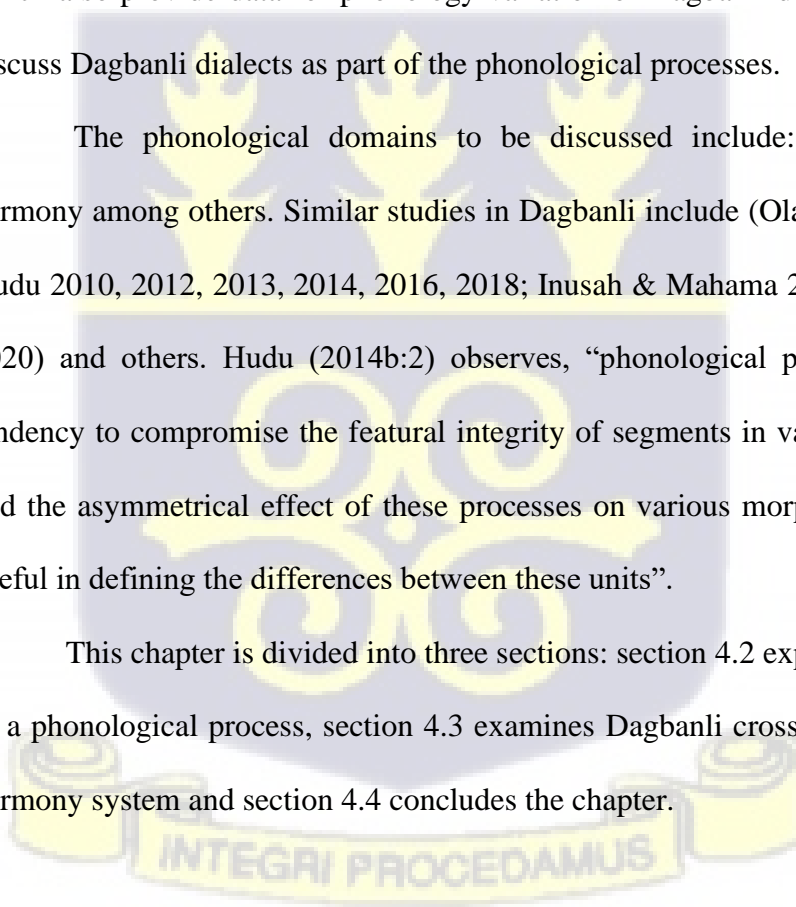 scuss Dagbanli dialects as part of the phonological processes.
The phonological domains to be discussed include:
rmony among others. Similar studies in Dagbanli include (Ola
udu 2010, 2012, 2013, 2014, 2016, 2018; Inusah & Mahama 2
020) and others. Hudu (2014b:2) observes, “phonological p
ndency to compromise the featural integrity of segments in va
d the asymmetrical effect of these processes on various morp
eful in defining the differences between these units”.
This chapter is divided into three sections: section 4.2 exp
a phonological process, section 4.3 examines Dagbanli cross
rmony system and section 4.4 concludes the chapter.
INTEGRI PROCEDAMUS